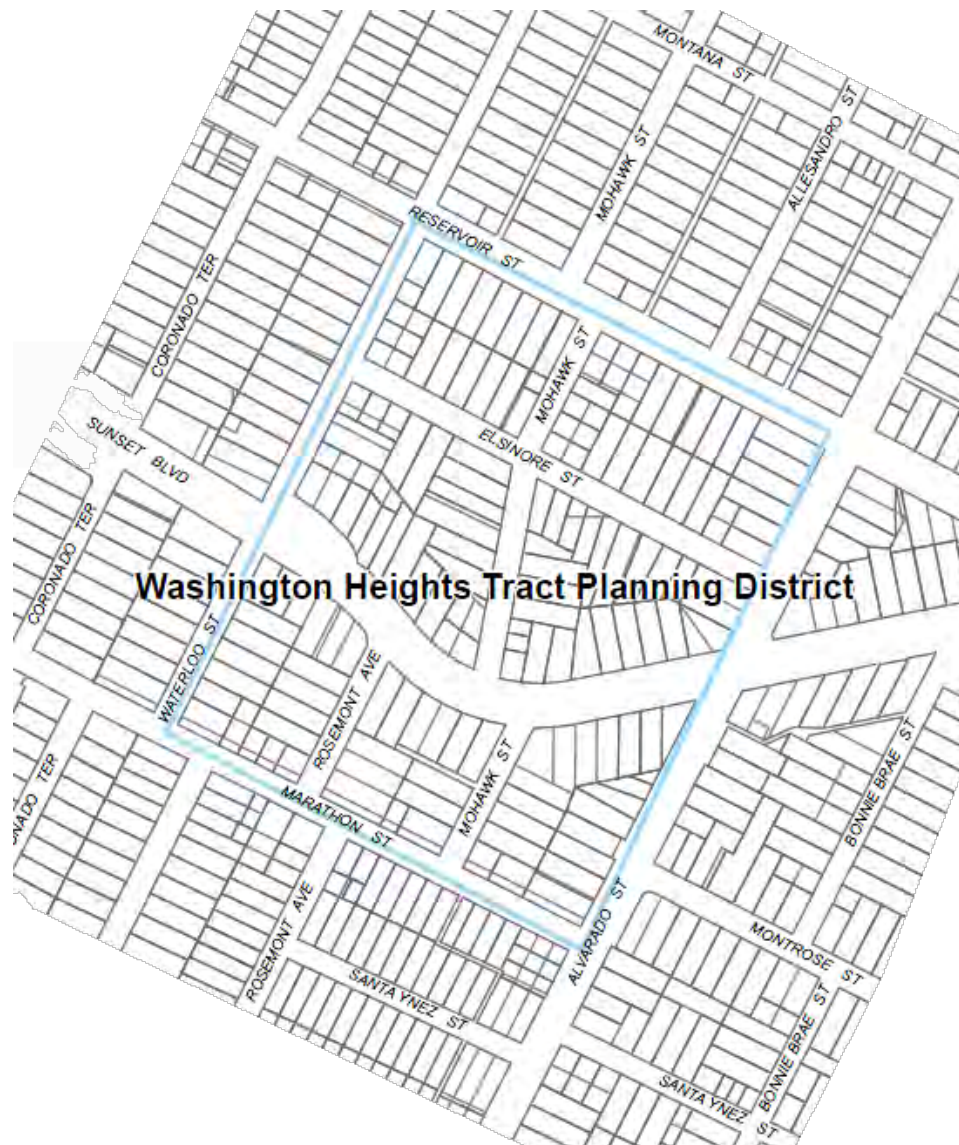 MONTANA ST
ALLESANDRO ST
MOHAWK ST
RESERVOIR ST
CORONADO TER
MOHAWK ST
SUNSET BLVD
ELSINORE ST
CORONADO TER
Washington Heights Tract Planning District
WATERLOO ST
ROSEMONT AVE
BONNIE BRAE ST
MOHAWK ST
ONADO TER
MARATHON ST
ALVARADO ST
ROSEMONT AVE
MONTROSE ST
SANTA YNEZ ST
BONNIE BRAE ST
SANTA YNEZ ST